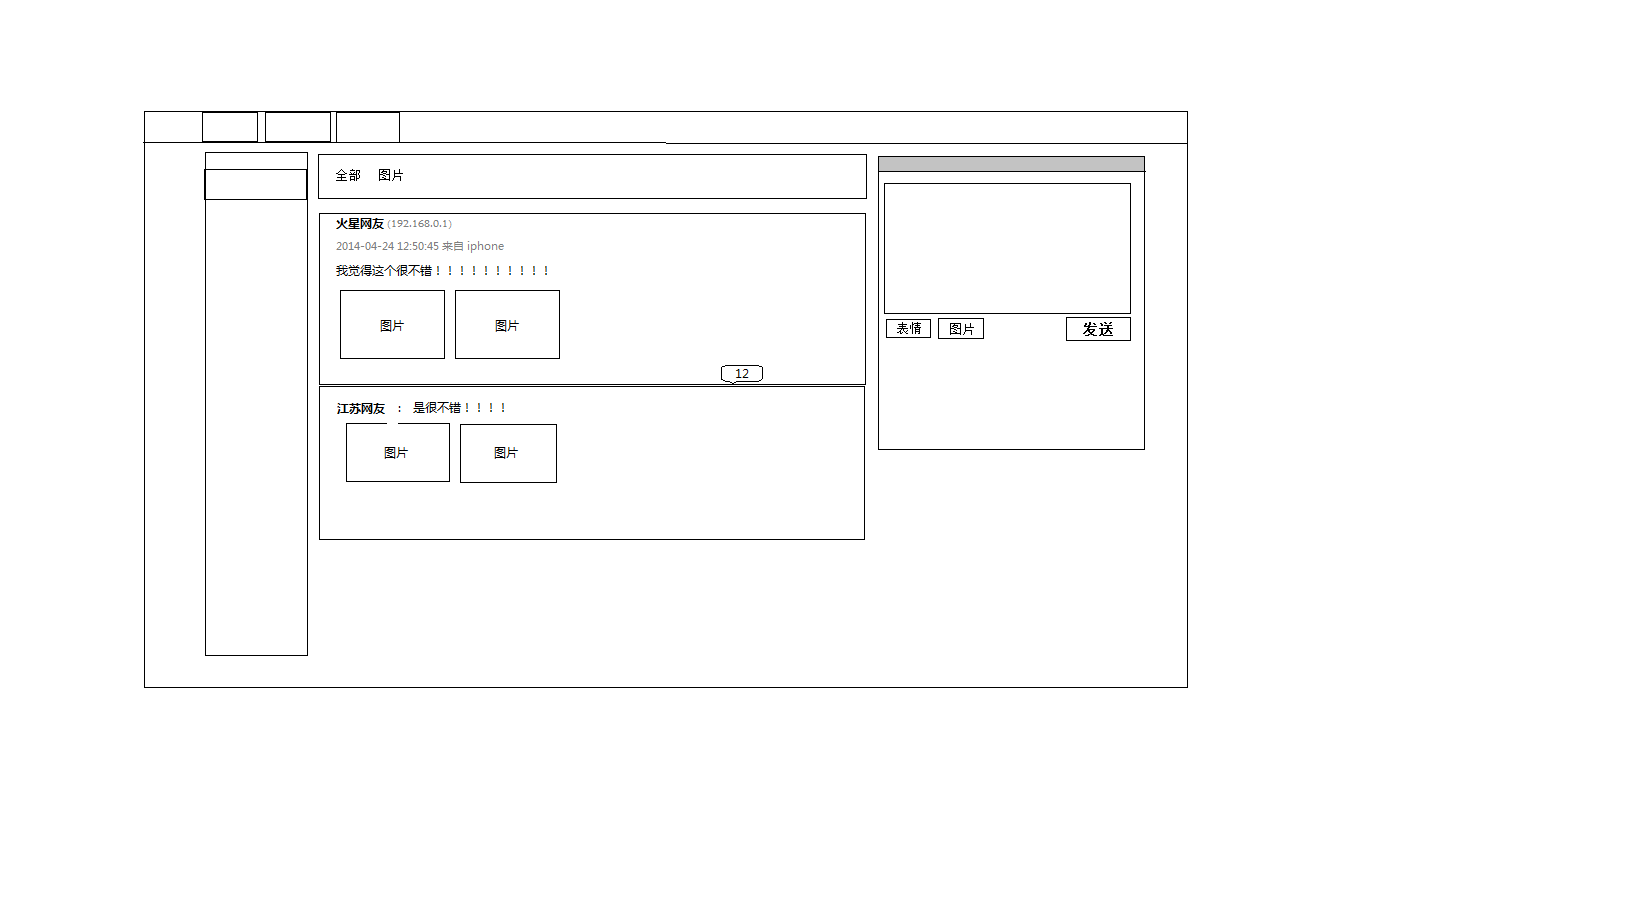 全部 图片
火星网友 (192.168.0.1)
2014-04-24 12:50:45 来自 iphone
我觉得这个很不错！！！！！！！！！！
图片 图片
12
江苏网友 ： 是很不错！！！！
图片 图片
表情 图片 发送